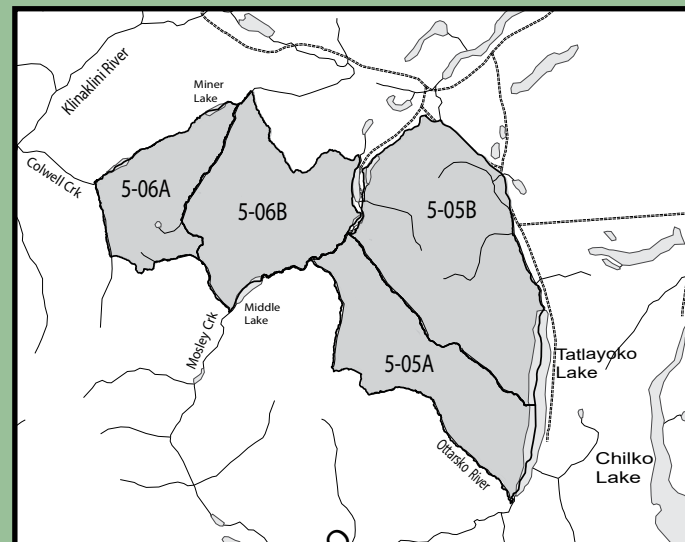 Klinaklini River
Miner
Lake
Colwell Crk
5-06A
5-06B
5-05B
Middle
Lake
Mosley Crk
5-05A
Tatlayoko
Lake
Ottarsko River
Chilko
Lake